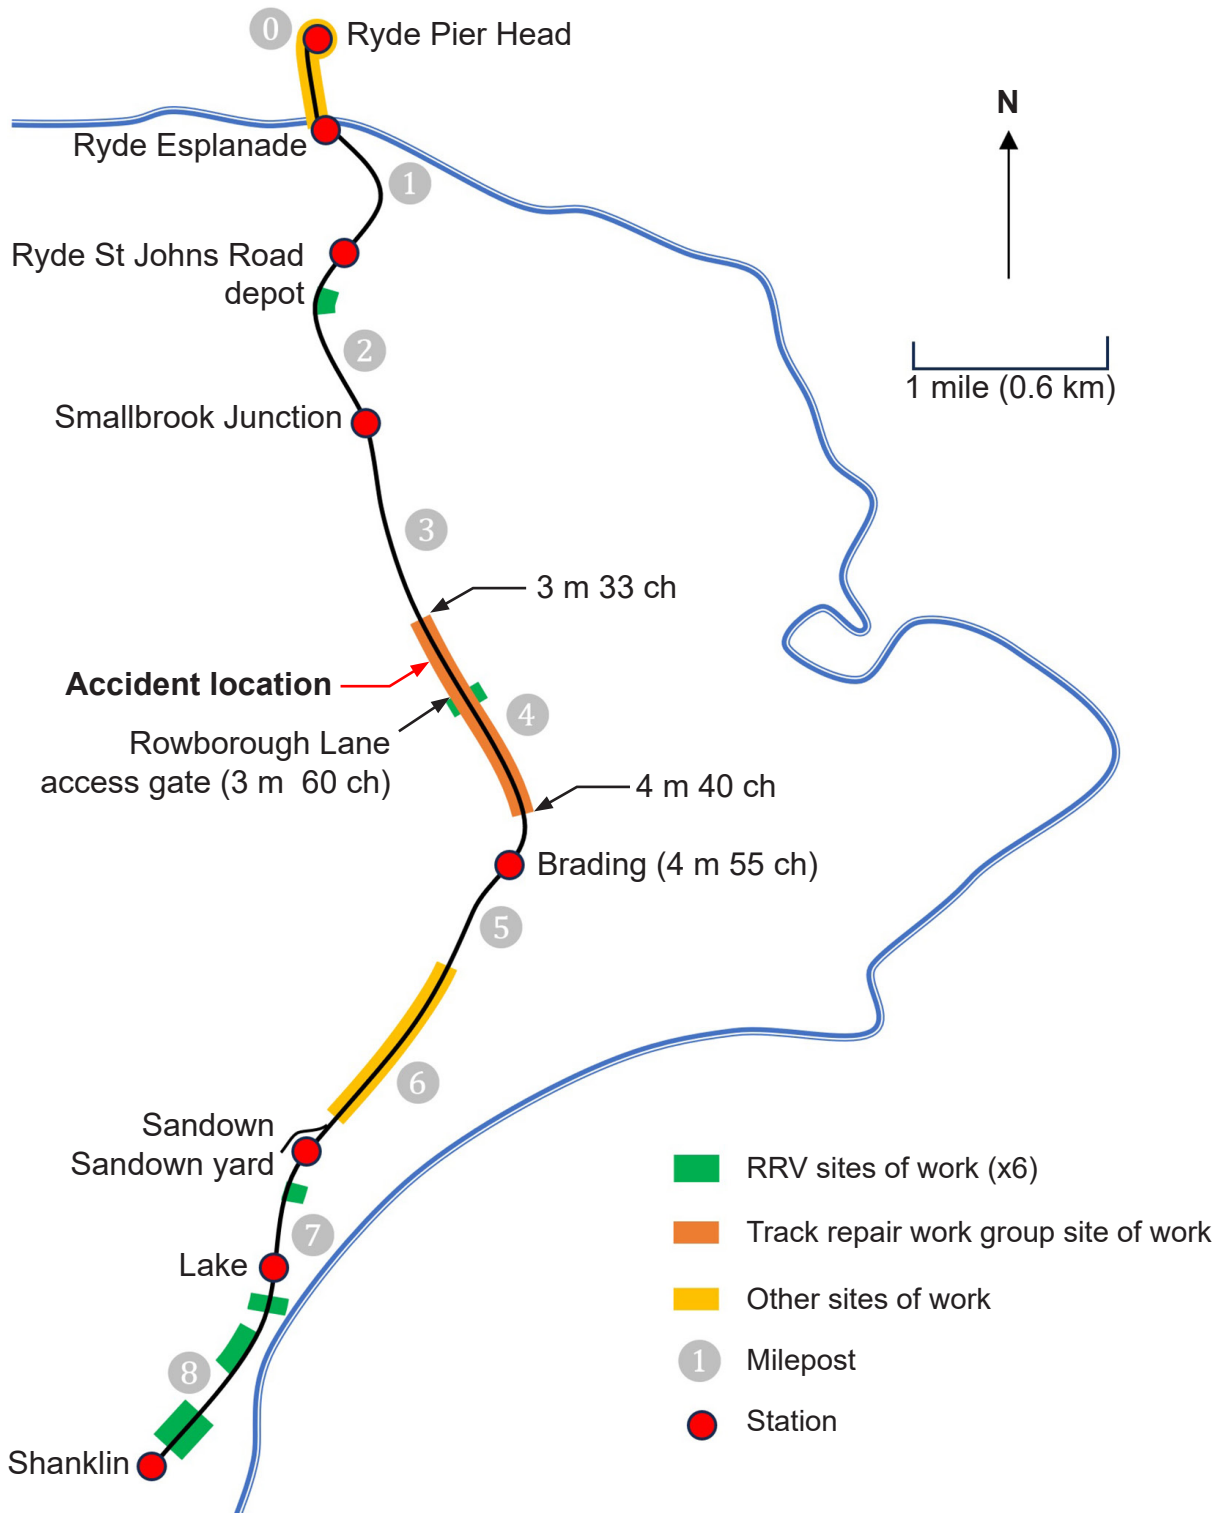 0
Ryde Pier Head
N
Ryde Esplanade
1
Ryde St Johns Road
depot
2
1 mile (0.6 km)
Smallbrook Junction
3
3 m 33 ch
Accident location
4
Rowborough Lane
access gate (3 m  60 ch)
4 m 40 ch
Brading (4 m 55 ch)
5
6
Sandown
Sandown yard
7
Lake
8
Shanklin
RRV sites of work (x6)
Track repair work group site of work
Other sites of work
1
Milepost
Station